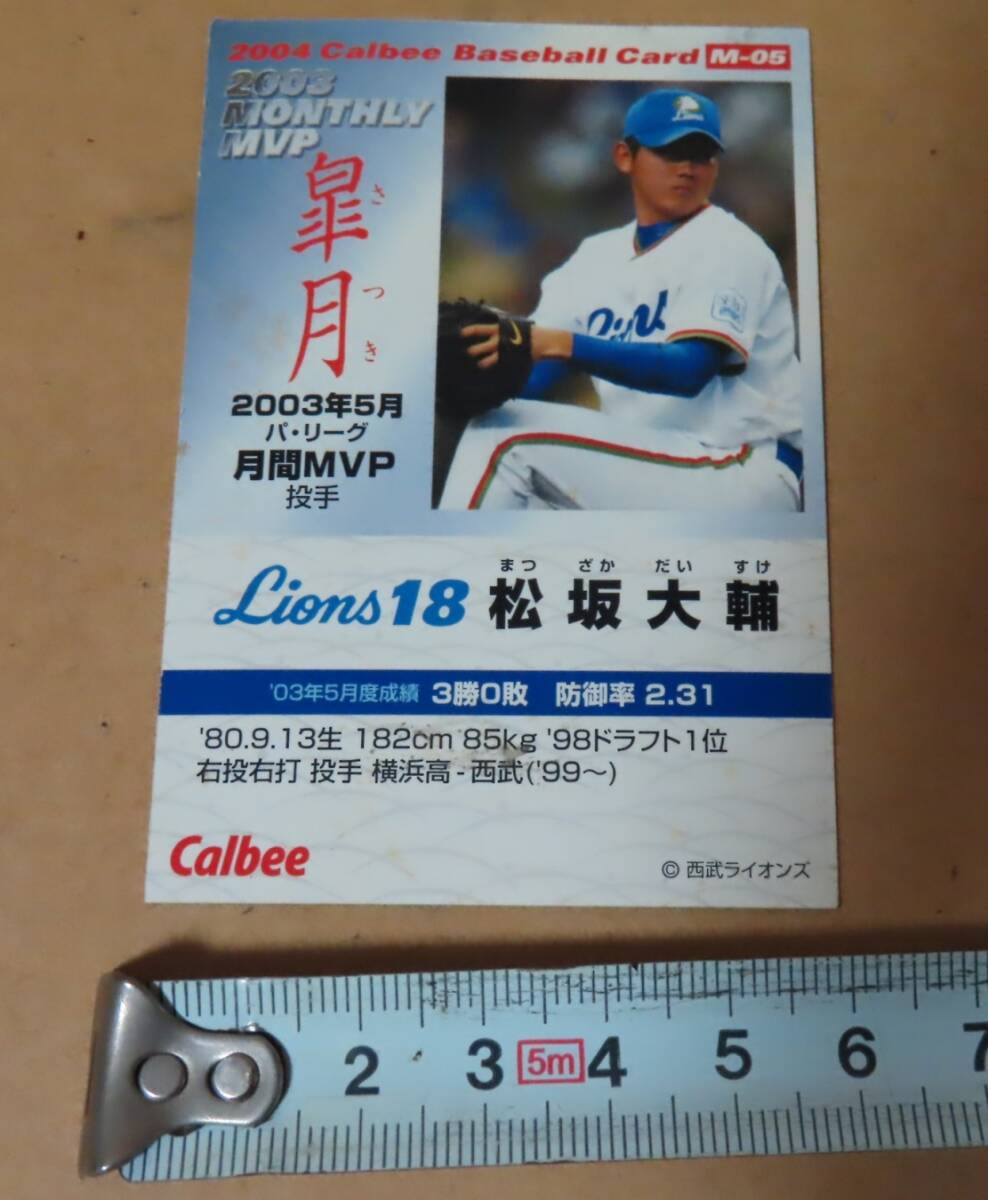 2004 Calbee Baseball Card M-05
2003
MONTHLY
MVP
皐月
さつき
2003年5月
パ・リーグ
月間MVP
投手
Lions
Lions
Lions 18 松坂大輔
まつ ざか だい すけ
'03年5月度成績 3勝0敗 防御率 2.31
'80.9.13生 182cm 85kg '98ドラフト1位
右投右打 投手 横浜高-西武('99〜)
Calbee
© 西武ライオンズ
2 3 5m 4 5 6 7